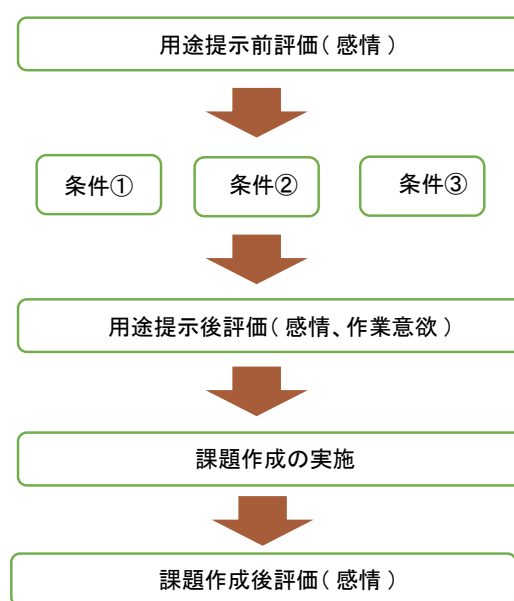 用途提示前評価(感情)
条件① 条件② 条件③
用途提示後評価(感情、作業意欲)
課題作成の実施
課題作成後評価(感情)